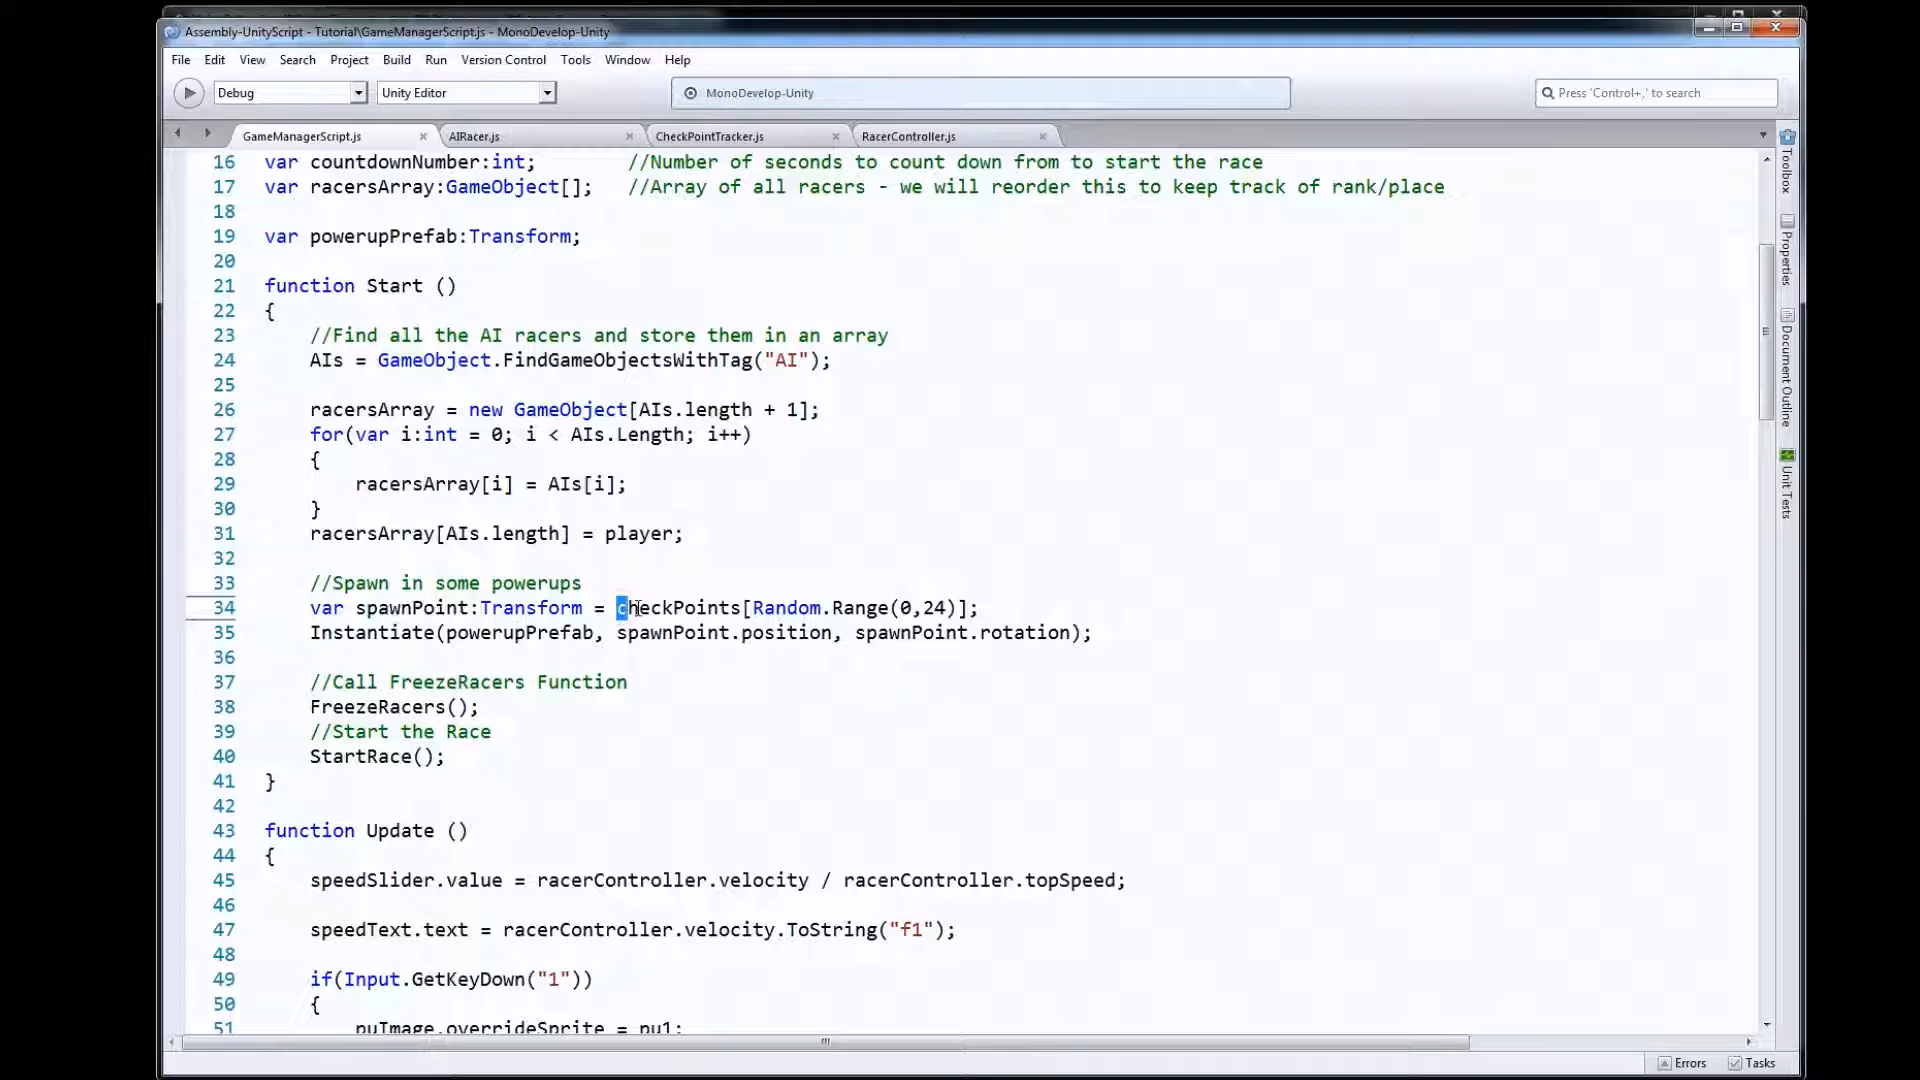 Assembly-UnityScript - Tutorial\GameManagerScript.js - MonoDevelop-Unity
File Edit View Search Project Build Run Version Control Tools Window Help
Debug Unity Editor MonoDevelop-Unity Press 'Control+,' to search
GameManagerScript.js AIRacer.js CheckPointTracker.js RacerController.js
16 var countdownNumber:int; //Number of seconds to count down from to start the race
17 var racersArray:GameObject[]; //Array of all racers - we will reorder this to keep track of rank/place
18
19 var powerupPrefab:Transform;
20
21 function Start ()
22 {
23 //Find all the AI racers and store them in an array
24 AIs = GameObject.FindGameObjectsWithTag("AI");
25
26 racersArray = new GameObject[AIs.length + 1];
27 for(var i:int = 0; i < AIs.Length; i++)
28 {
29 racersArray[i] = AIs[i];
30 }
31 racersArray[AIs.length] = player;
32
33 //Spawn in some powerups
34 var spawnPoint:Transform = checkPoints[Random.Range(0,24)];
35 Instantiate(powerupPrefab, spawnPoint.position, spawnPoint.rotation);
36
37 //Call FreezeRacers Function
38 FreezeRacers();
39 //Start the Race
40 StartRace();
41 }
42
43 function Update ()
44 {
45 speedSlider.value = racerController.velocity / racerController.topSpeed;
46
47 speedText.text = racerController.velocity.ToString("f1");
48
49 if(Input.GetKeyDown("1"))
50 {
51 puImage.overrideSprite = pu1;
Toolbox
Properties
Document Outline
Unit Tests
Errors Tasks